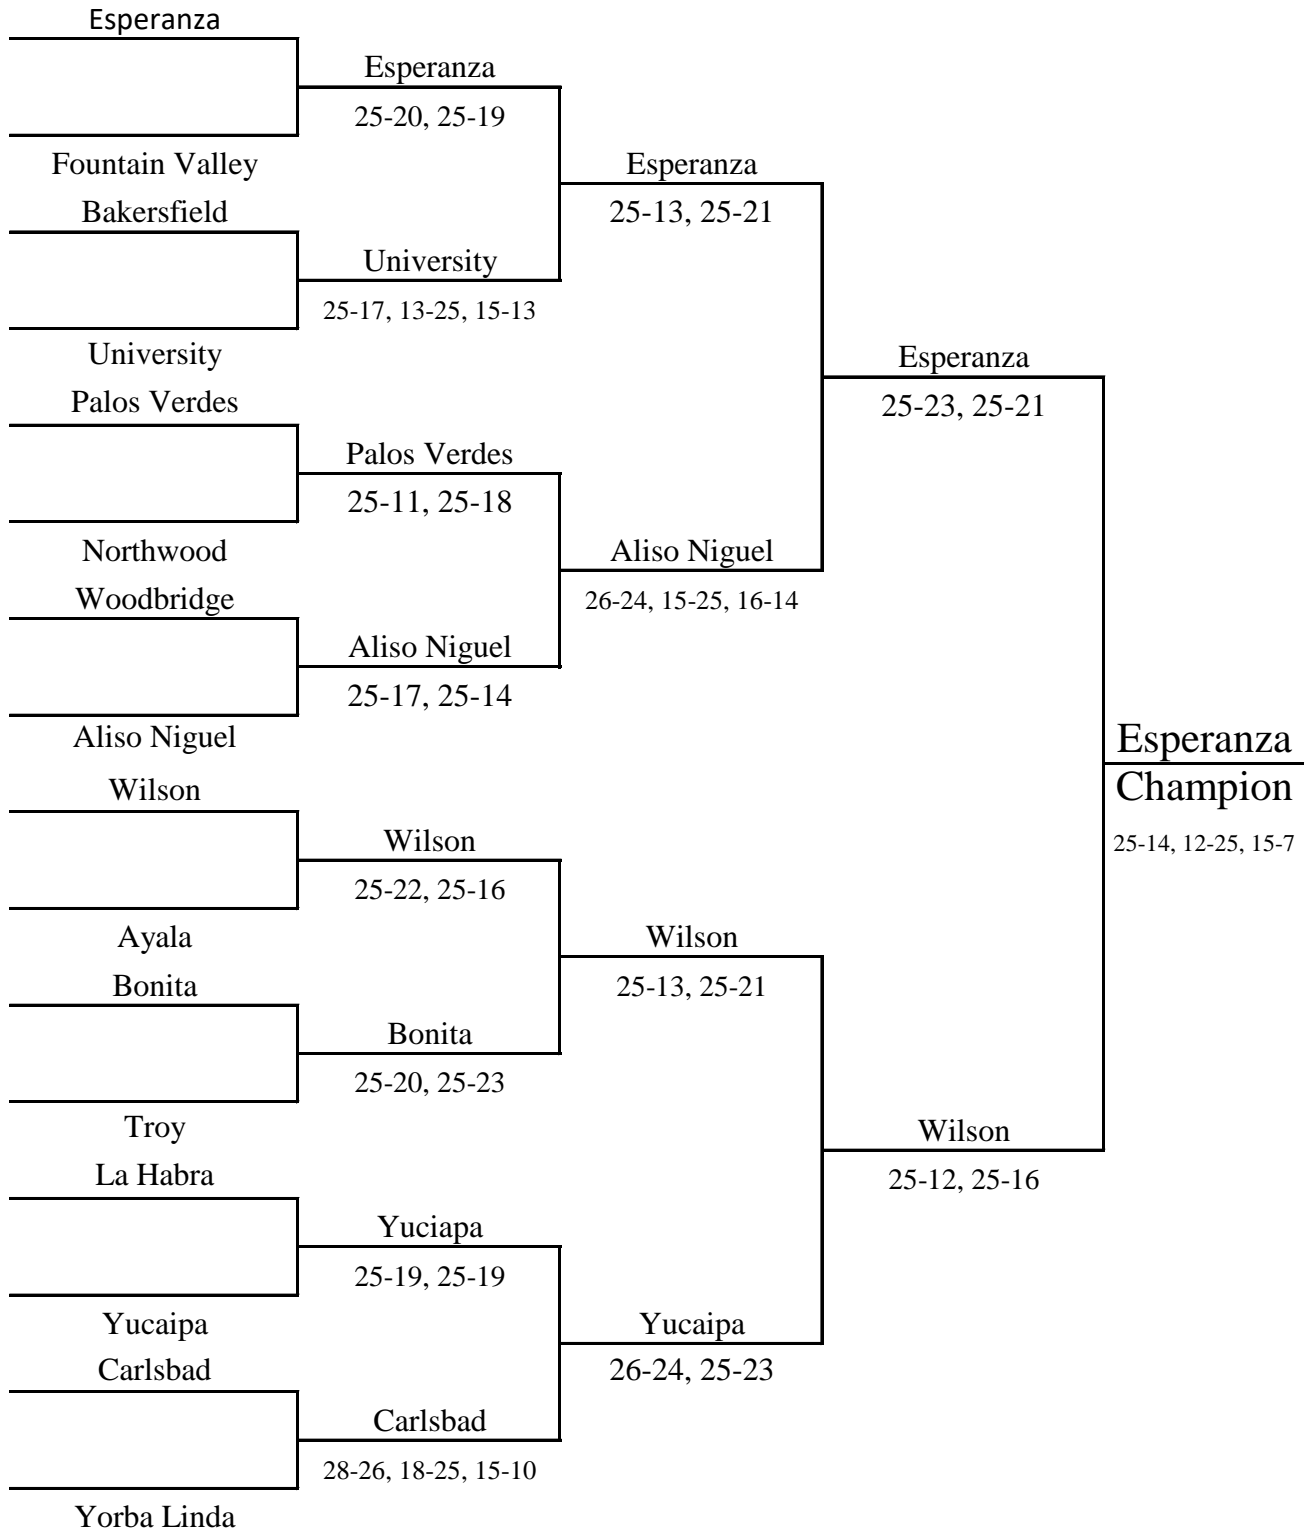 Esperanza
Esperanza
25-20, 25-19
Fountain Valley
Esperanza
Bakersfield
25-13, 25-21
University
25-17, 13-25, 15-13
University
Esperanza
Palos Verdes
25-23, 25-21
Palos Verdes
25-11, 25-18
Northwood
Aliso Niguel
Woodbridge
26-24, 15-25, 16-14
Aliso Niguel
25-17, 25-14
Aliso Niguel
Esperanza
Champion
Wilson
Wilson
25-14, 12-25, 15-7
25-22, 25-16
Ayala
Wilson
Bonita
25-13, 25-21
Bonita
25-20, 25-23
Troy
Wilson
La Habra
25-12, 25-16
Yuciapa
25-19, 25-19
Yucaipa
Yucaipa
Carlsbad
26-24, 25-23
Carlsbad
28-26, 18-25, 15-10
Yorba Linda